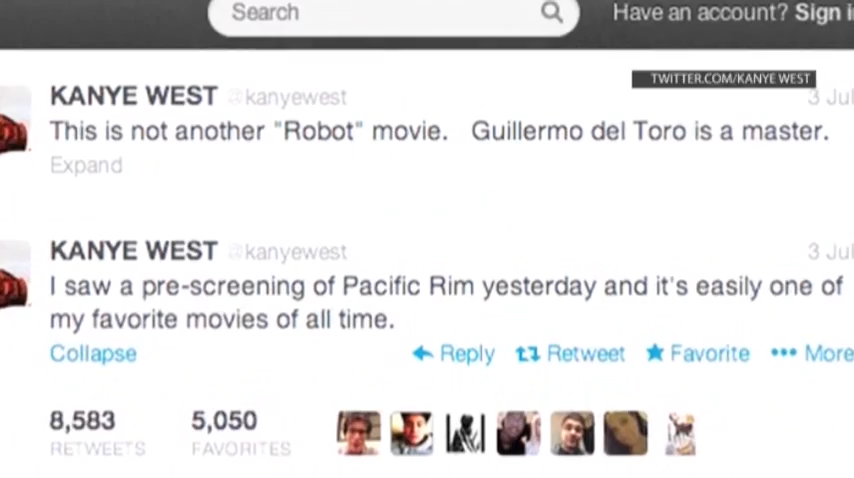 Search
Have an account? Sign i
TWITTER.COM/KANYE WEST
KANYE WEST @kanyewest 3 Jul
This is not another "Robot" movie. Guillermo del Toro is a master.
Expand
KANYE WEST @kanyewest 3 Jul
I saw a pre-screening of Pacific Rim yesterday and it's easily one of
my favorite movies of all time.
Collapse Reply Retweet Favorite More
8,583 5,050
RETWEETS FAVORITES